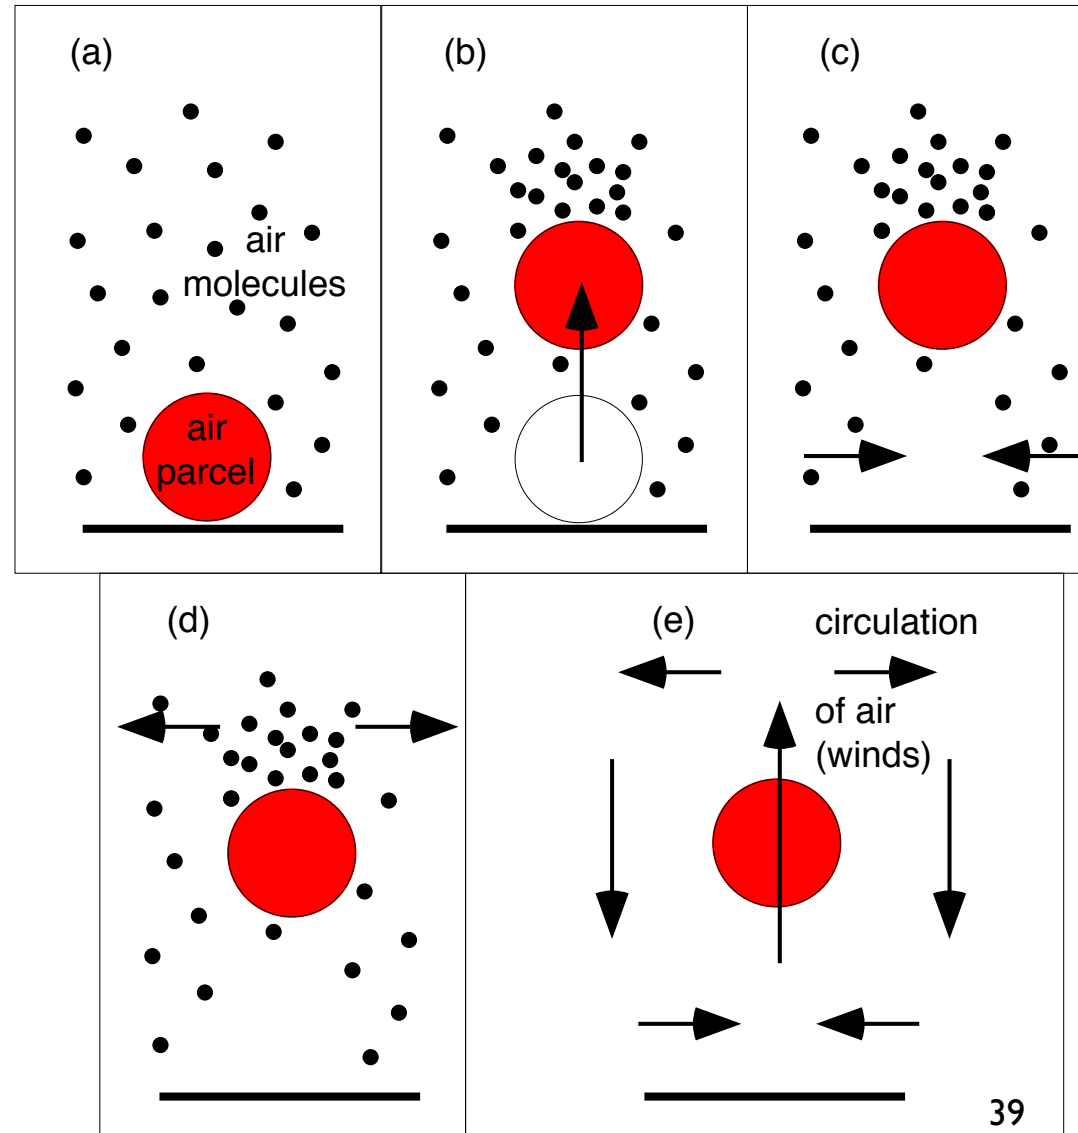 (a)
air
molecules
air
parcel
(b)
(c)
(d)
(e)
circulation
of air
(winds)
39